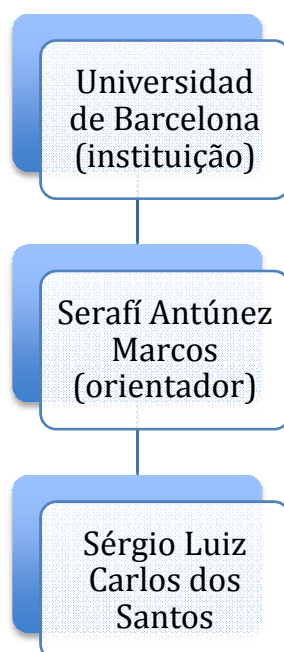 Universidad
de Barcelona
(instituição)
Serafí Antúnez
Marcos
(orientador)
Sérgio Luiz
Carlos dos
Santos